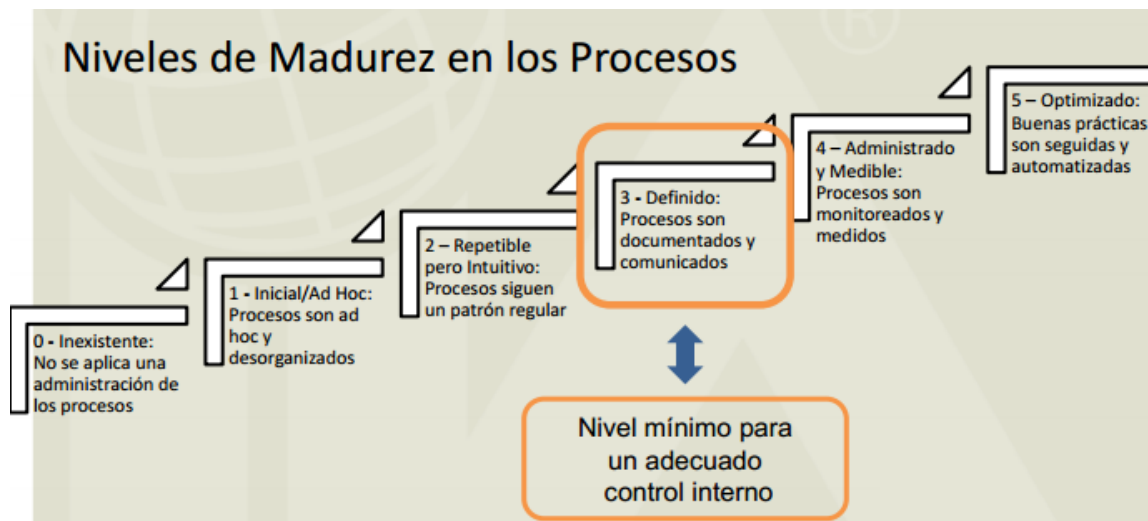 Niveles de Madurez en los Procesos
®
5 – Optimizado:
Buenas prácticas
son seguidas y
automatizadas
4 – Administrado
y Medible:
Procesos son
monitoreados y
medidos
3 - Definido:
Procesos son
documentados y
comunicados
2 – Repetible
pero Intuitivo:
Procesos siguen
un patrón regular
1 - Inicial/Ad Hoc:
Procesos son ad
hoc y
desorganizados
0 - Inexistente:
No se aplica una
administración de
los procesos
Nivel mínimo para
un adecuado
control interno